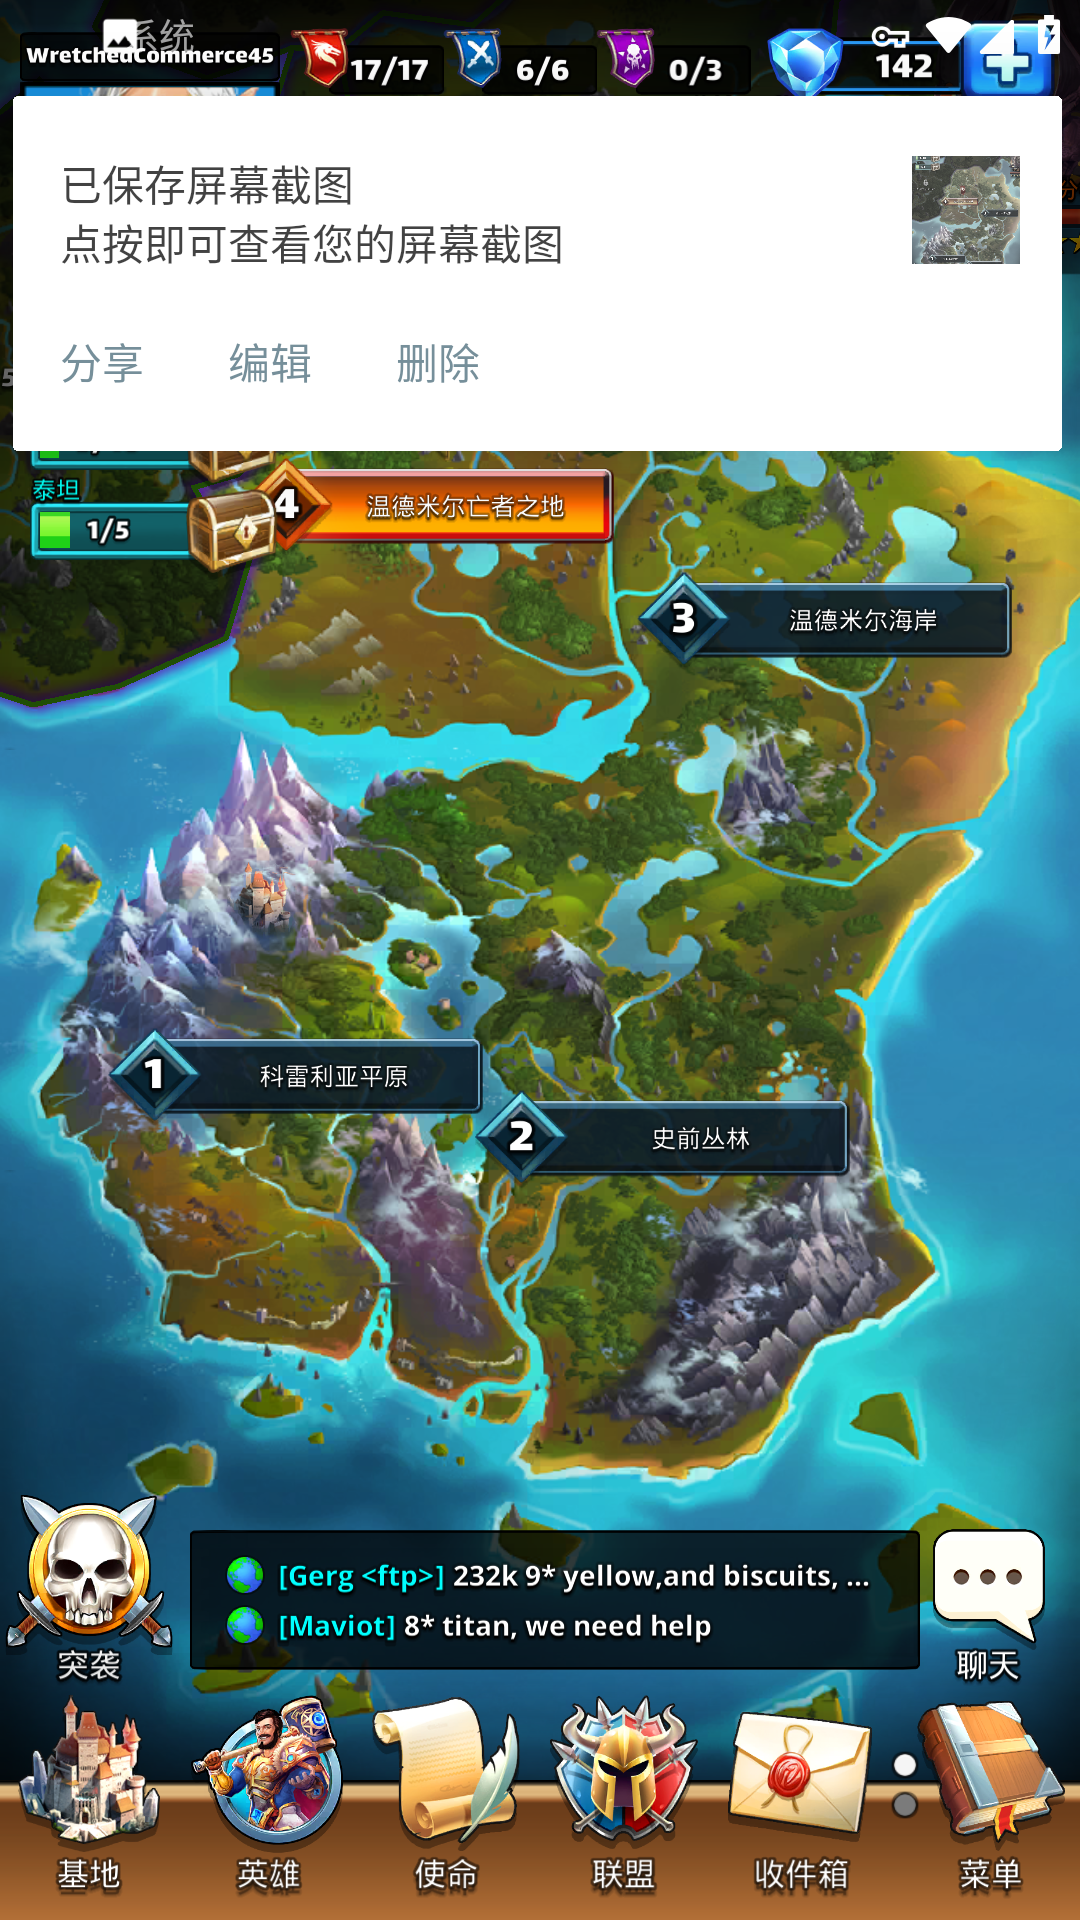 系统
WretchedCommerce45
17/17
6/6
0/3
142
已保存屏幕截图
点按即可查看您的屏幕截图
分享 编辑 删除
泰坦
1/5
4 温德米尔亡者之地
3 温德米尔海岸
1 科雷利亚平原
2 史前丛林
[Gerg <ftp>] 232k 9* yellow,and biscuits, ...
[Maviot] 8* titan, we need help
突袭
聊天
基地
英雄
使命
联盟
收件箱
菜单